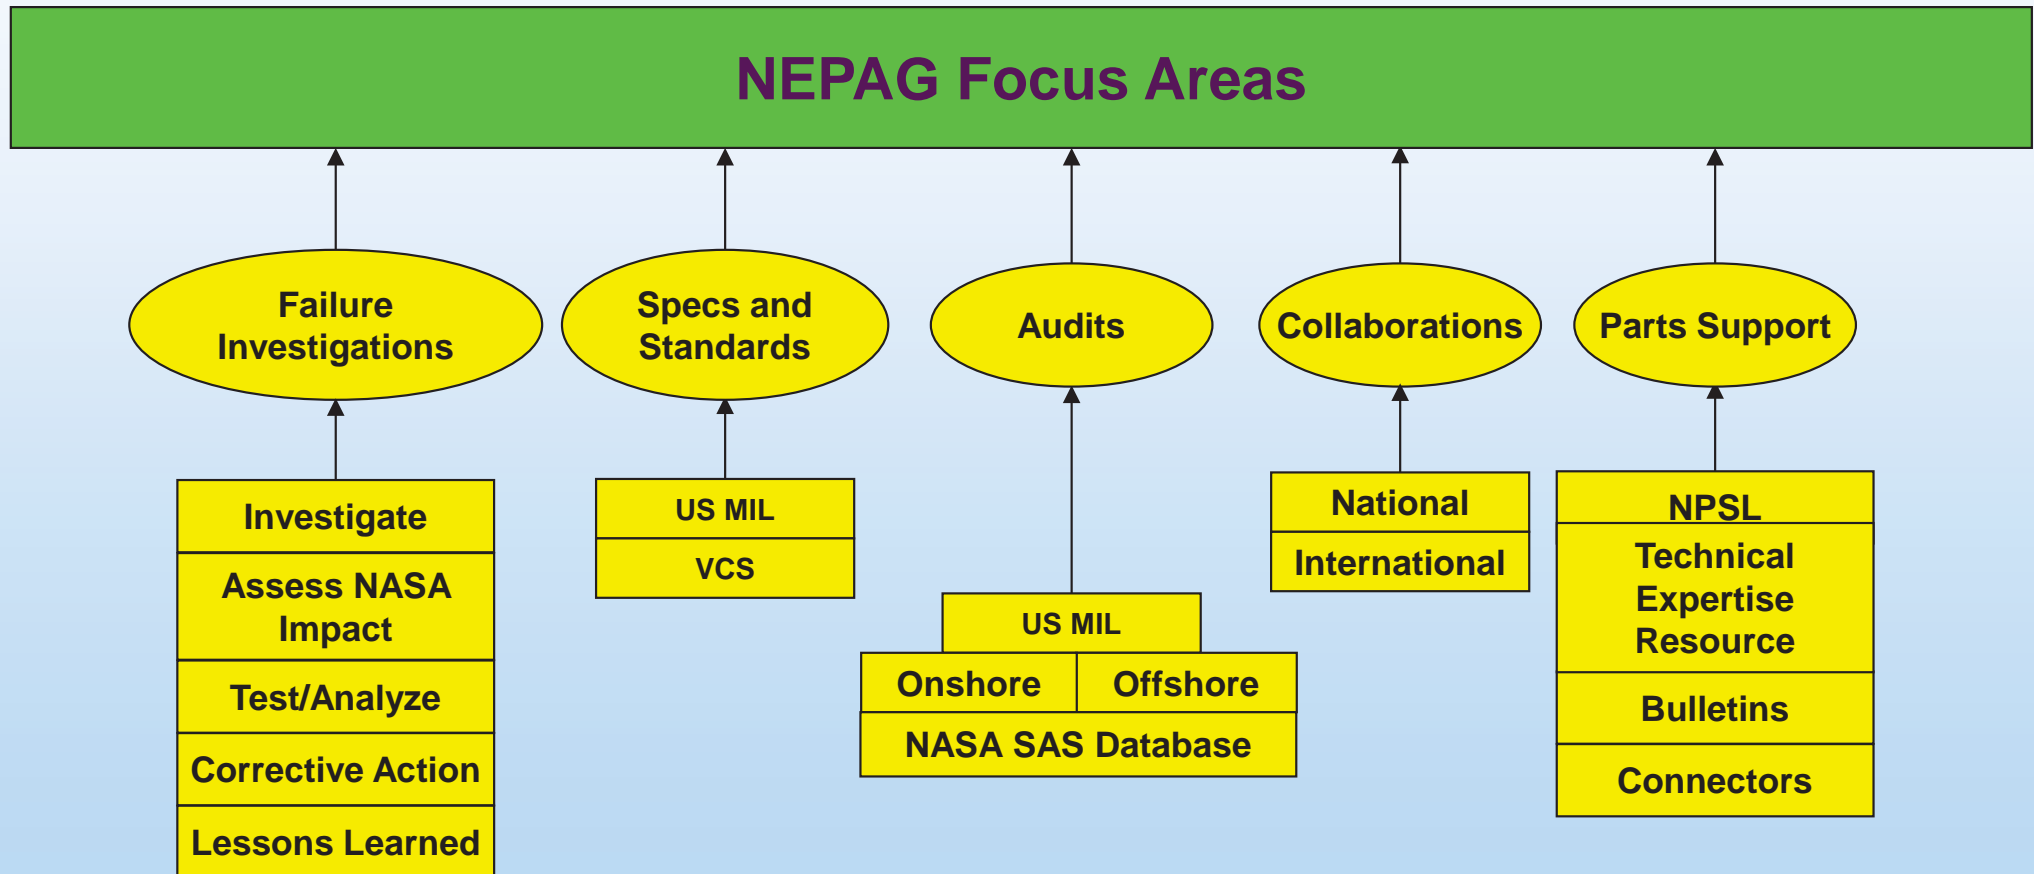 NEPAG Focus Areas
Failure
Investigations
Specs and
Standards
Audits
Collaborations
Parts Support
Investigate
Assess NASA
Impact
Test/Analyze
Corrective Action
Lessons Learned
US MIL
VCS
US MIL
Onshore
Offshore
NASA SAS Database
National
International
NPSL
Technical
Expertise
Resource
Bulletins
Connectors